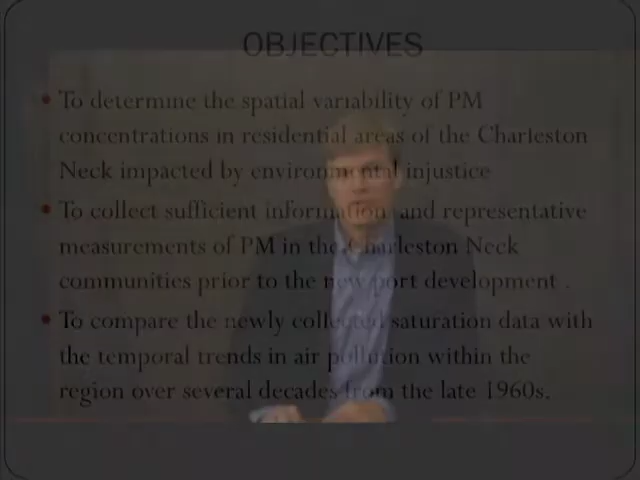 OBJECTIVES
• To determine the spatial variability of PM
concentrations in residential areas of the Charleston
Neck impacted by environmental injustice
• To collect sufficient information and representative
measurements of PM in the Charleston Neck
communities prior to the new port development .
• To compare the newly collected saturation data with
the temporal trends in air pollution within the
region over several decades from the late 1960s.